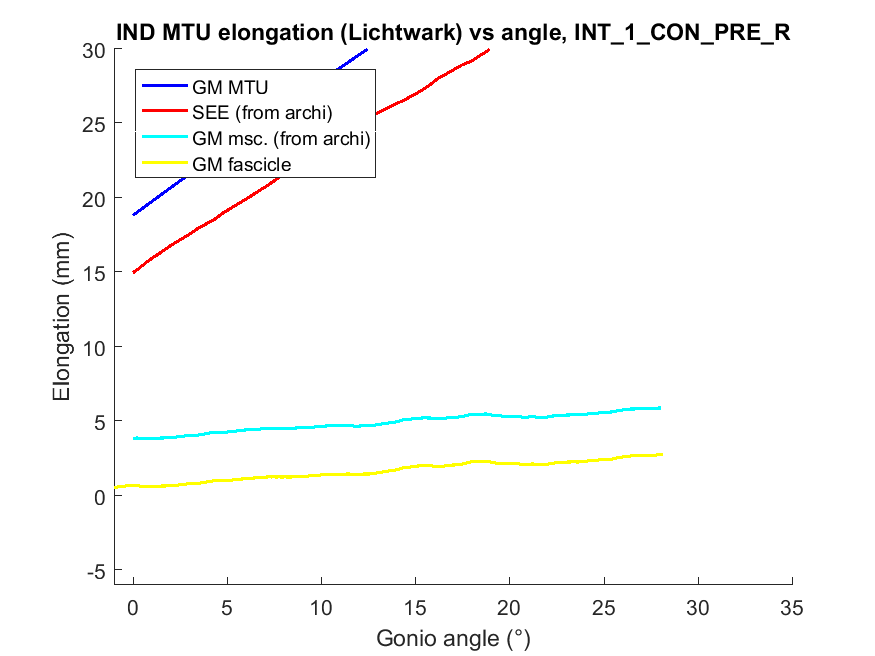 IND MTU elongation (Lichtwark) vs angle, INT_1_CON_PRE_R
30
25
20
15
10
5
0
-5
Elongation (mm)
GM MTU
SEE (from archi)
GM msc. (from archi)
GM fascicle
0 5 10 15 20 25 30 35
Gonio angle (°)